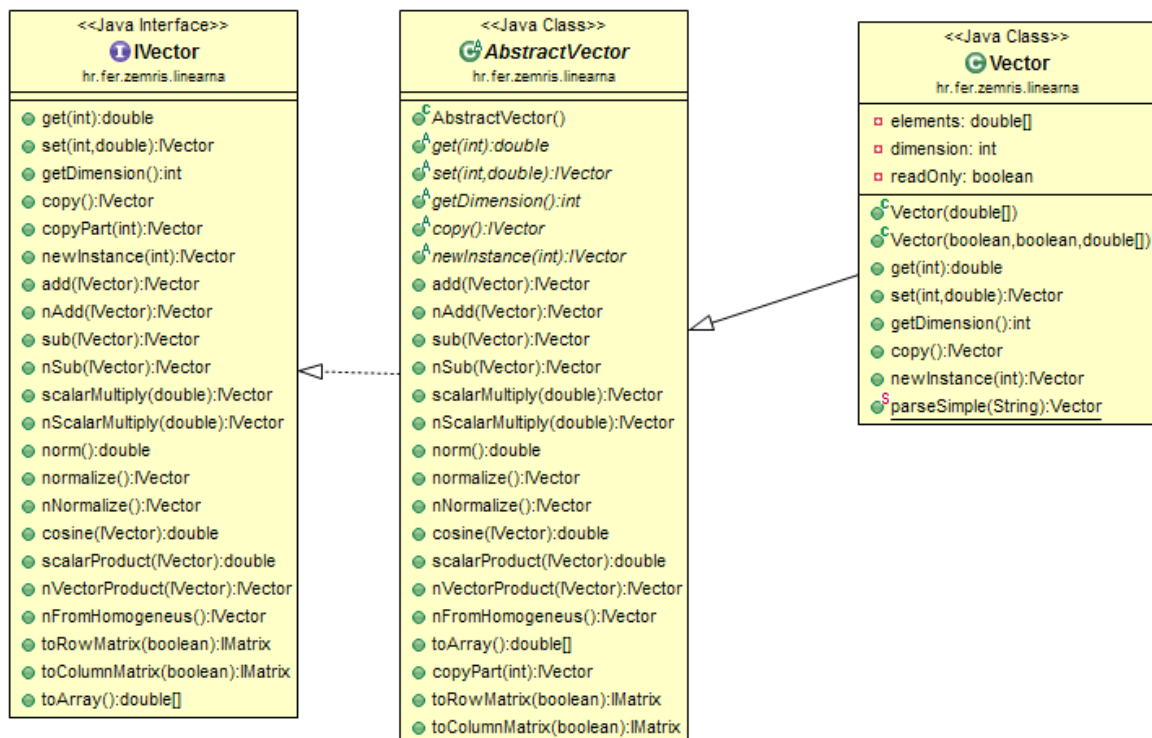 <<Java Interface>>
IVector
hr.fer.zemris.linearna
get(int):double
set(int,double):IVector
getDimension():int
copy():IVector
copyPart(int):IVector
newInstance(int):IVector
add(IVector):IVector
nAdd(IVector):IVector
sub(IVector):IVector
nSub(IVector):IVector
scalarMultiply(double):IVector
nScalarMultiply(double):IVector
norm():double
normalize():IVector
nNormalize():IVector
cosine(IVector):double
scalarProduct(IVector):double
nVectorProduct(IVector):IVector
nFromHomogeneus():IVector
toRowMatrix(boolean):IMatrix
toColumnMatrix(boolean):IMatrix
toArray():double[]
<<Java Class>>
AbstractVector
hr.fer.zemris.linearna
AbstractVector()
get(int):double
set(int,double):IVector
getDimension():int
copy():IVector
newInstance(int):IVector
add(IVector):IVector
nAdd(IVector):IVector
sub(IVector):IVector
nSub(IVector):IVector
scalarMultiply(double):IVector
nScalarMultiply(double):IVector
norm():double
normalize():IVector
nNormalize():IVector
cosine(IVector):double
scalarProduct(IVector):double
nVectorProduct(IVector):IVector
nFromHomogeneus():IVector
toArray():double[]
copyPart(int):IVector
toRowMatrix(boolean):IMatrix
toColumnMatrix(boolean):IMatrix
<<Java Class>>
Vector
hr.fer.zemris.linearna
elements: double[]
dimension: int
readOnly: boolean
Vector(double[])
Vector(boolean,boolean,double[])
get(int):double
set(int,double):IVector
getDimension():int
copy():IVector
newInstance(int):IVector
parseSimple(String):Vector